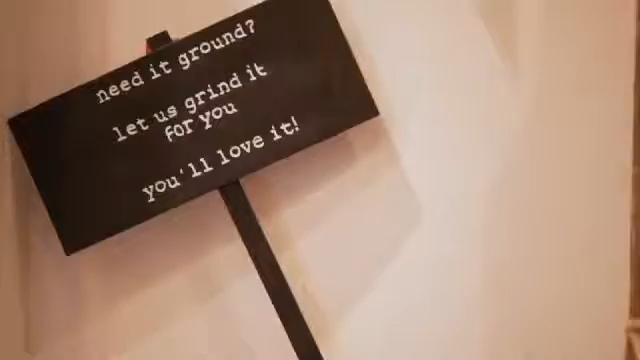 need it ground?
let us grind it
for you
you'll love it!